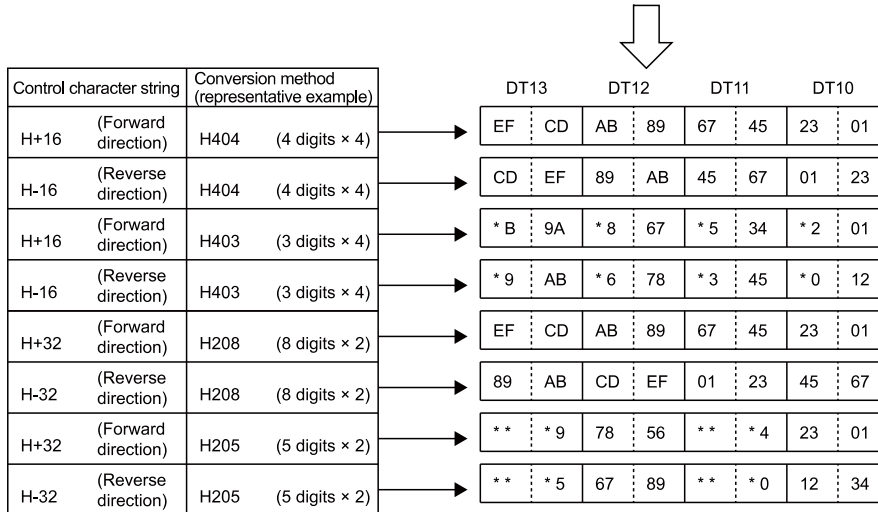 Control character string Conversion method (representative example) DT13 DT12 DT11 DT10
H+16 (Forward direction) H404 (4 digits × 4) EF CD AB 89 67 45 23 01
H-16 (Reverse direction) H404 (4 digits × 4) CD EF 89 AB 45 67 01 23
H+16 (Forward direction) H403 (3 digits × 4) * B 9A * 8 67 * 5 34 * 2 01
H-16 (Reverse direction) H403 (3 digits × 4) * 9 AB * 6 78 * 3 45 * 0 12
H+32 (Forward direction) H208 (8 digits × 2) EF CD AB 89 67 45 23 01
H-32 (Reverse direction) H208 (8 digits × 2) 89 AB CD EF 01 23 45 67
H+32 (Forward direction) H205 (5 digits × 2) * * * 9 78 56 * * * 4 23 01
H-32 (Reverse direction) H205 (5 digits × 2) * * * 5 67 89 * * * 0 12 34